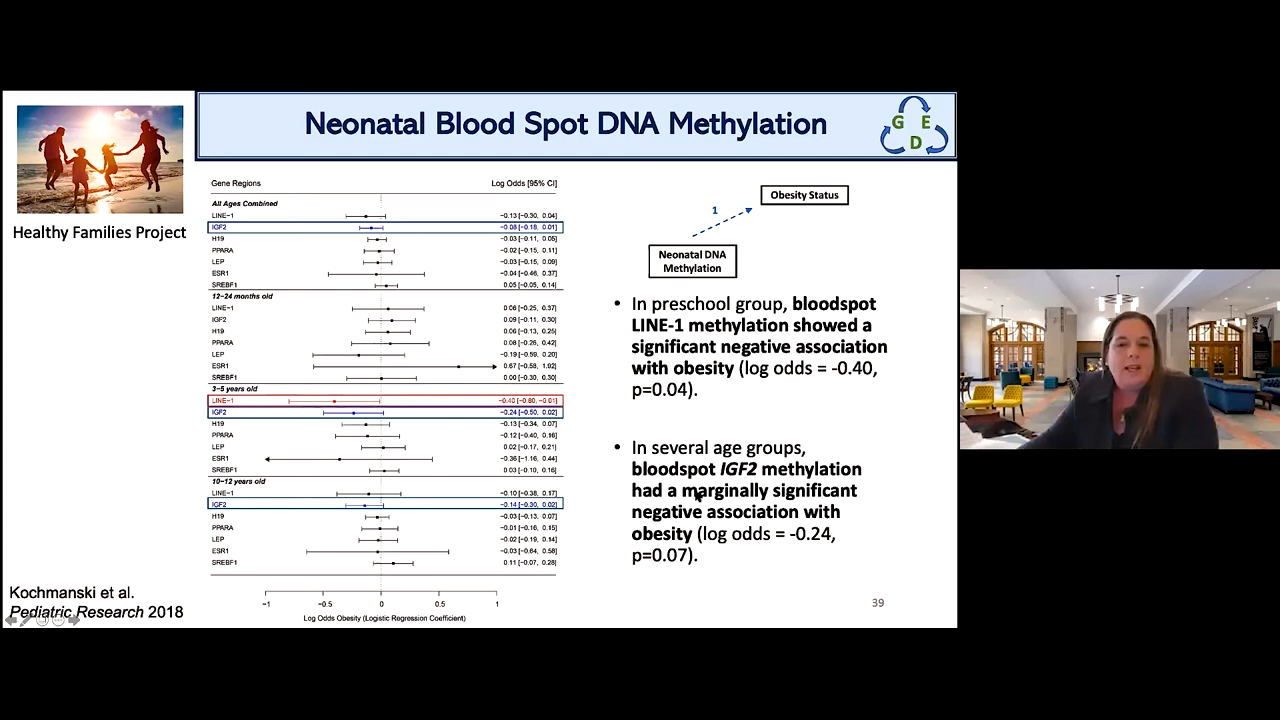 Neonatal Blood Spot DNA Methylation
G E
D
Healthy Families Project
Gene Regions Log Odds [95% CI]
All Ages Combined
LINE−1 −0.13 [−0.30, 0.04]
IGF2 −0.08 [−0.18, 0.01]
H19 −0.03 [−0.11, 0.05]
PPARA −0.02 [−0.15, 0.11]
LEP −0.03 [−0.15, 0.09]
ESR1 −0.04 [−0.46, 0.37]
SREBF1 0.05 [−0.05, 0.14]
12−24 months old
LINE−1 0.06 [−0.25, 0.37]
IGF2 0.09 [−0.11, 0.30]
H19 0.06 [−0.13, 0.25]
PPARA 0.08 [−0.26, 0.42]
LEP −0.19 [−0.59, 0.20]
ESR1 0.67 [−0.58, 1.92]
SREBF1 0.00 [−0.30, 0.30]
3−5 years old
LINE−1 −0.40 [−0.80, −0.01]
IGF2 −0.24 [−0.50, 0.02]
H19 −0.13 [−0.34, 0.07]
PPARA −0.12 [−0.40, 0.16]
LEP 0.02 [−0.17, 0.21]
ESR1 −0.36 [−1.16, 0.44]
SREBF1 0.03 [−0.10, 0.16]
10−12 years old
LINE−1 −0.10 [−0.38, 0.17]
IGF2 −0.14 [−0.30, 0.02]
H19 −0.03 [−0.13, 0.07]
PPARA −0.01 [−0.16, 0.15]
LEP −0.02 [−0.19, 0.14]
ESR1 −0.03 [−0.64, 0.58]
SREBF1 0.11 [−0.07, 0.28]
−1 −0.5 0 0.5 1
Log Odds Obesity (Logistic Regression Coefficient)
Obesity Status
1
Neonatal DNA
Methylation
• In preschool group, bloodspot
LINE-1 methylation showed a
significant negative association
with obesity (log odds = -0.40,
p=0.04).
• In several age groups,
bloodspot IGF2 methylation
had a marginally significant
negative association with
obesity (log odds = -0.24,
p=0.07).
Kochmanski et al.
Pediatric Research 2018
39